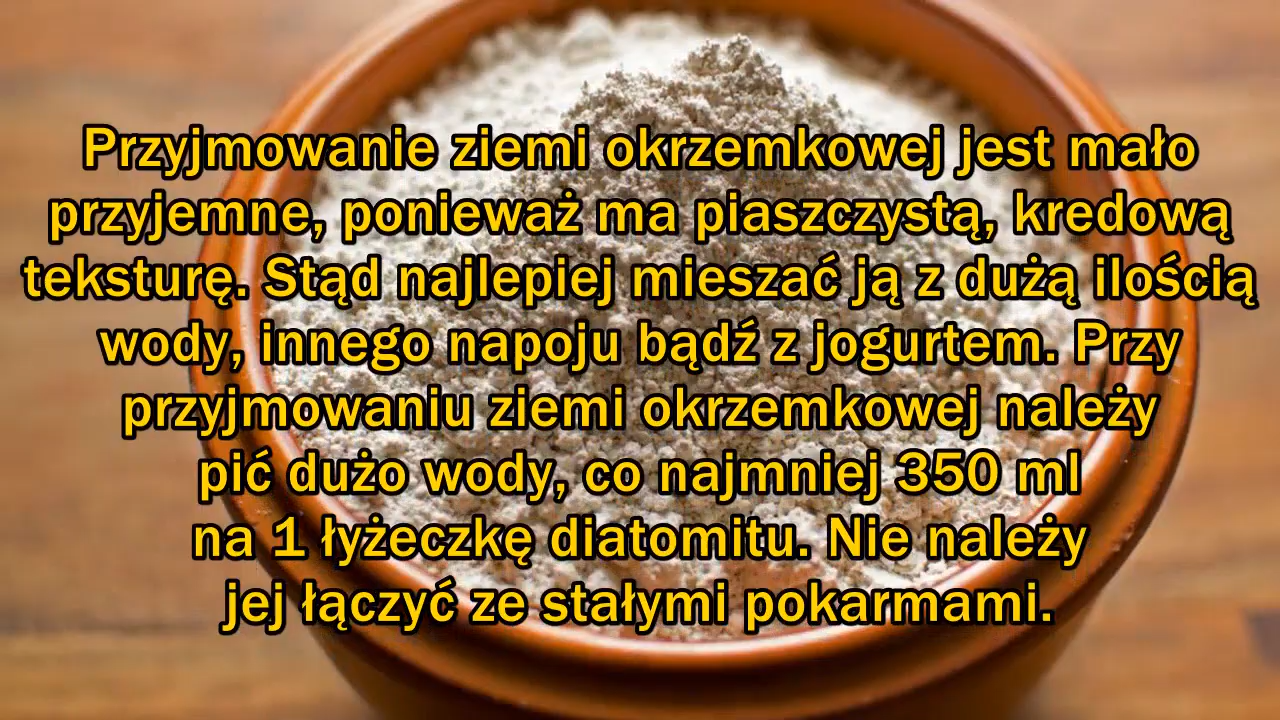 Przyjmowanie ziemi okrzemkowej jest mało
przyjemne, ponieważ ma piaszczystą, kredową
teksturę. Stąd najlepiej mieszać ją z dużą ilością
wody, innego napoju bądź z jogurtem. Przy
przyjmowaniu ziemi okrzemkowej należy
pić dużo wody, co najmniej 350 ml
na 1 łyżeczkę diatomitu. Nie należy
jej łączyć ze stałymi pokarmami.